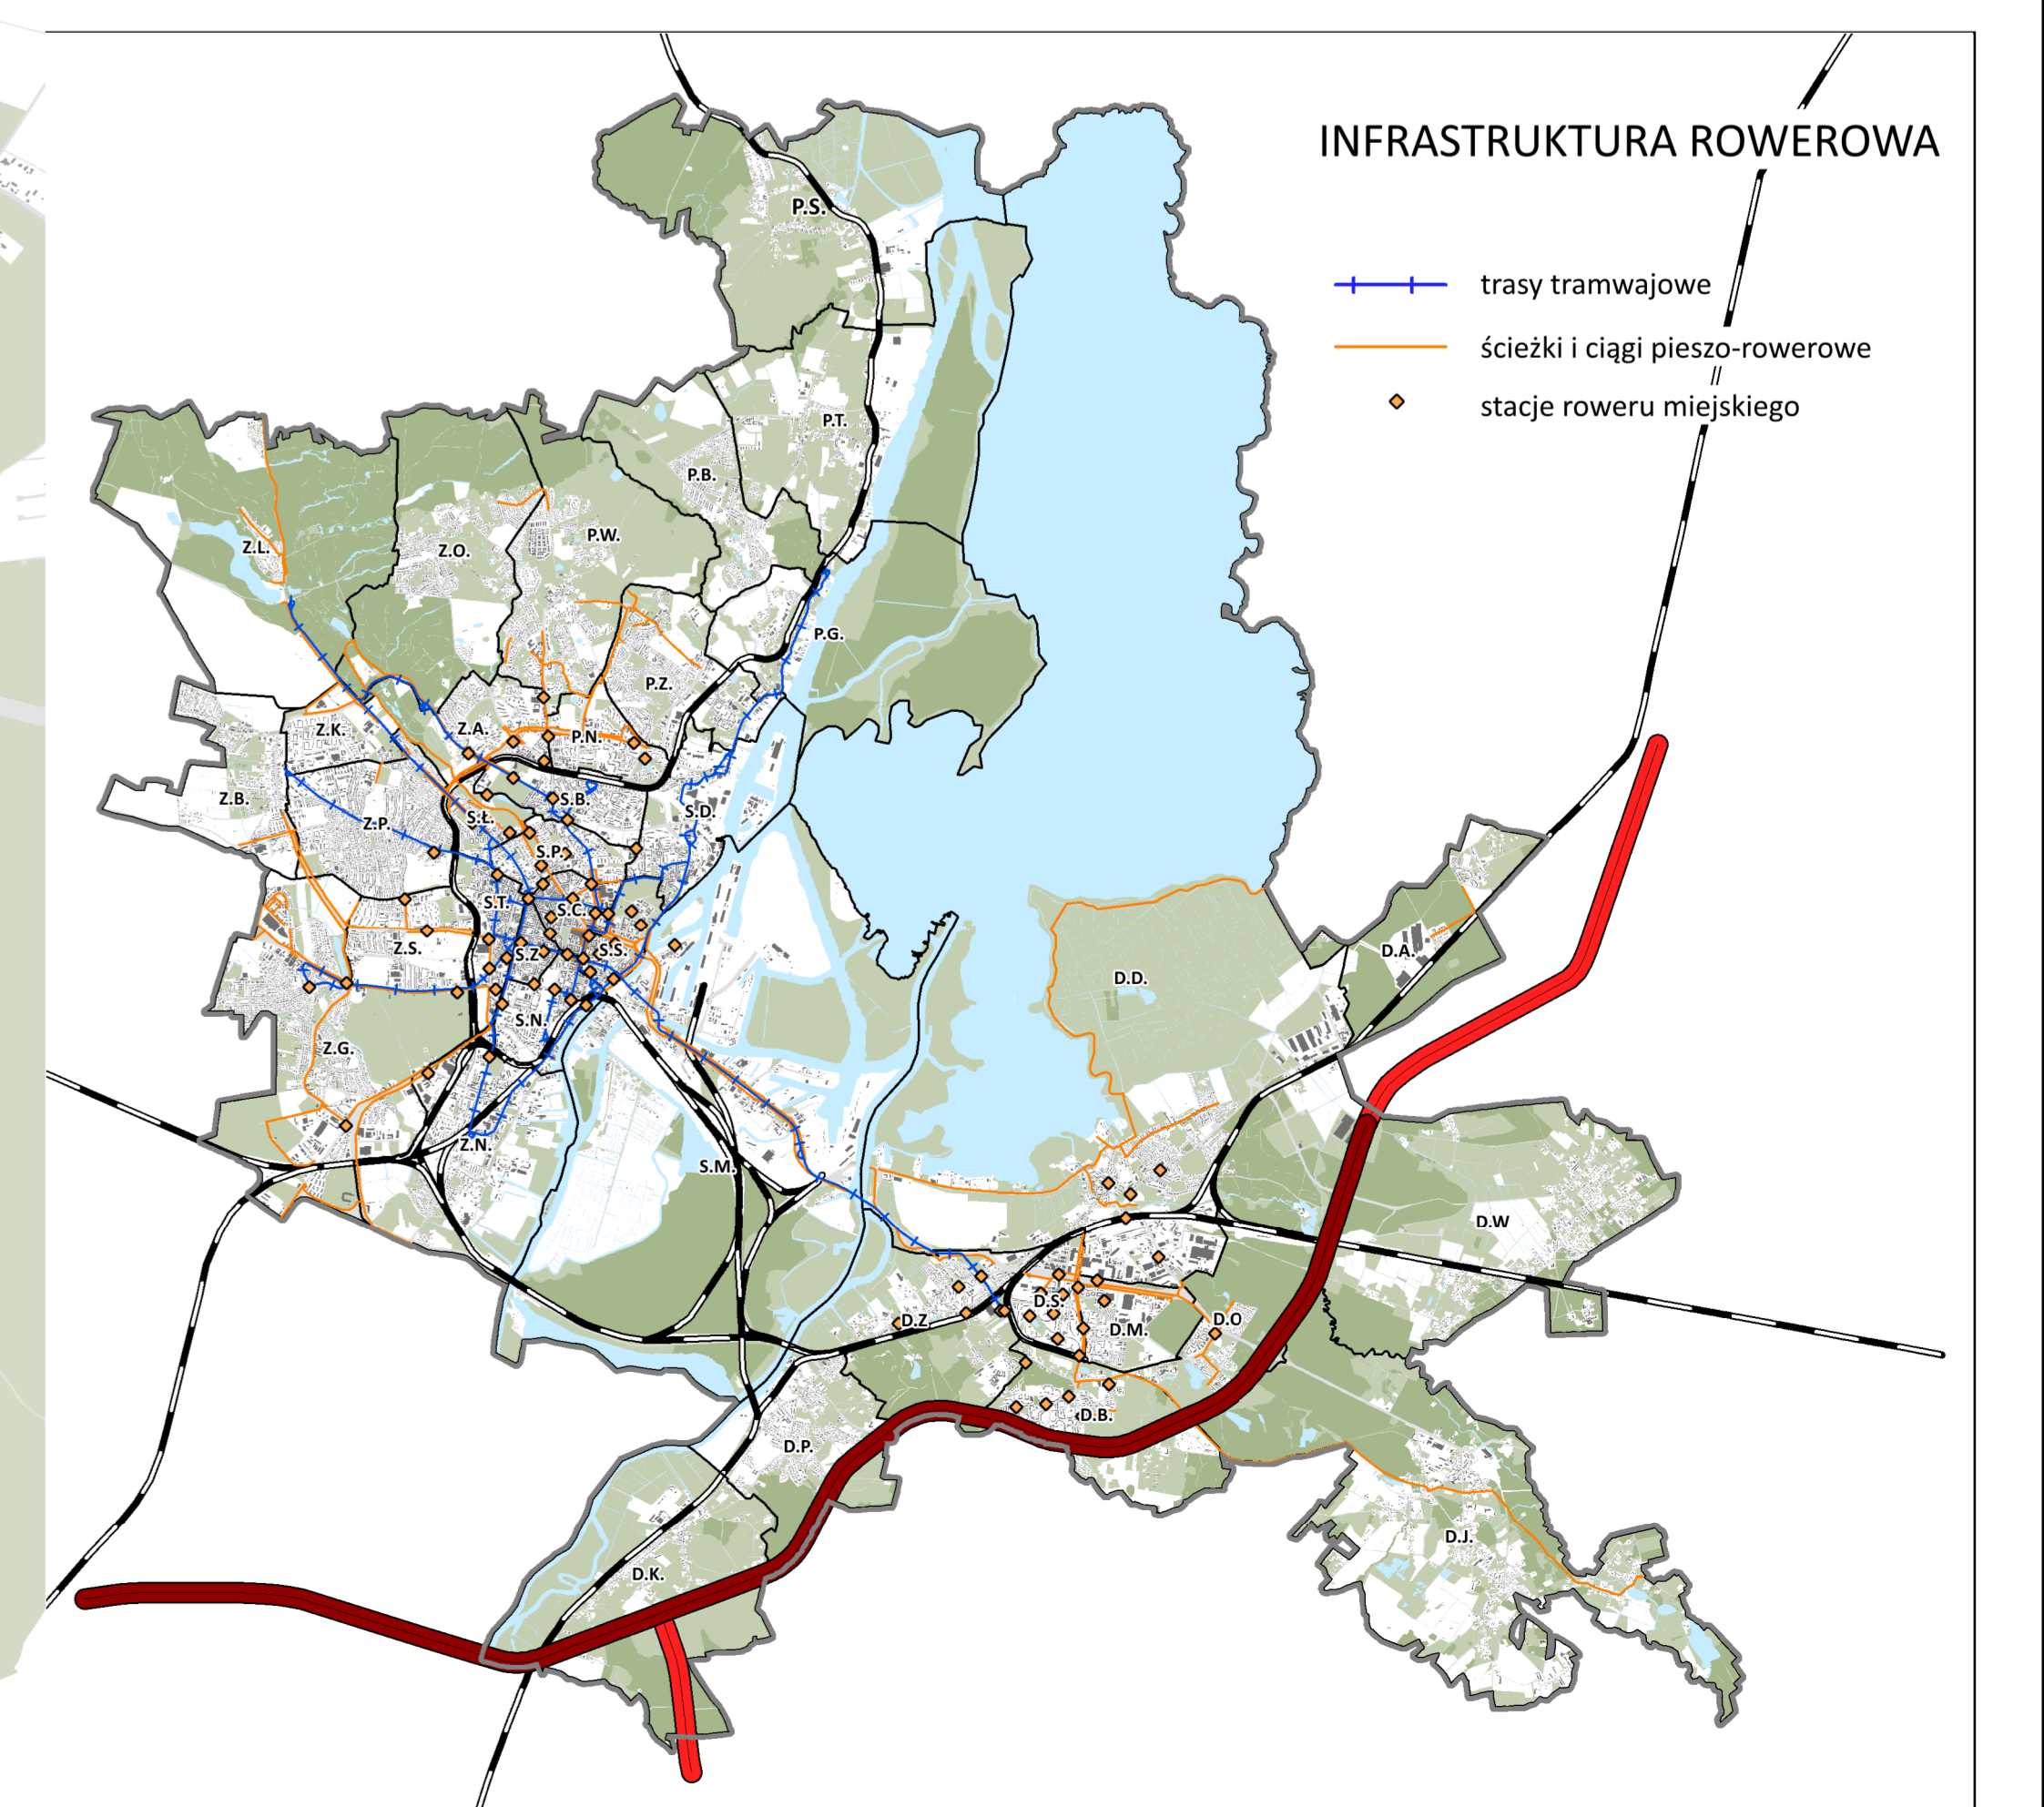 INFRASTRUKTURA ROWEROWA
trasy tramwajowe
ścieżki i ciągi pieszo-rowerowe
stacje roweru miejskiego
P.S.
P.T.
P.B.
P.W.
Z.O.
Z.L.
P.G.
P.Z.
Z.K.
Z.A.
P.N.
Z.B.
S.B.
Z.P.
S.Ł.
S.D.
S.P.
S.T.
S.C.
Z.S.
S.Z.
S.S.
D.A.
D.D.
S.N.
Z.G.
Z.N.
S.M.
D.W
D.S.
D.Z
D.M.
D.O
D.B.
D.P.
D.J.
D.K.